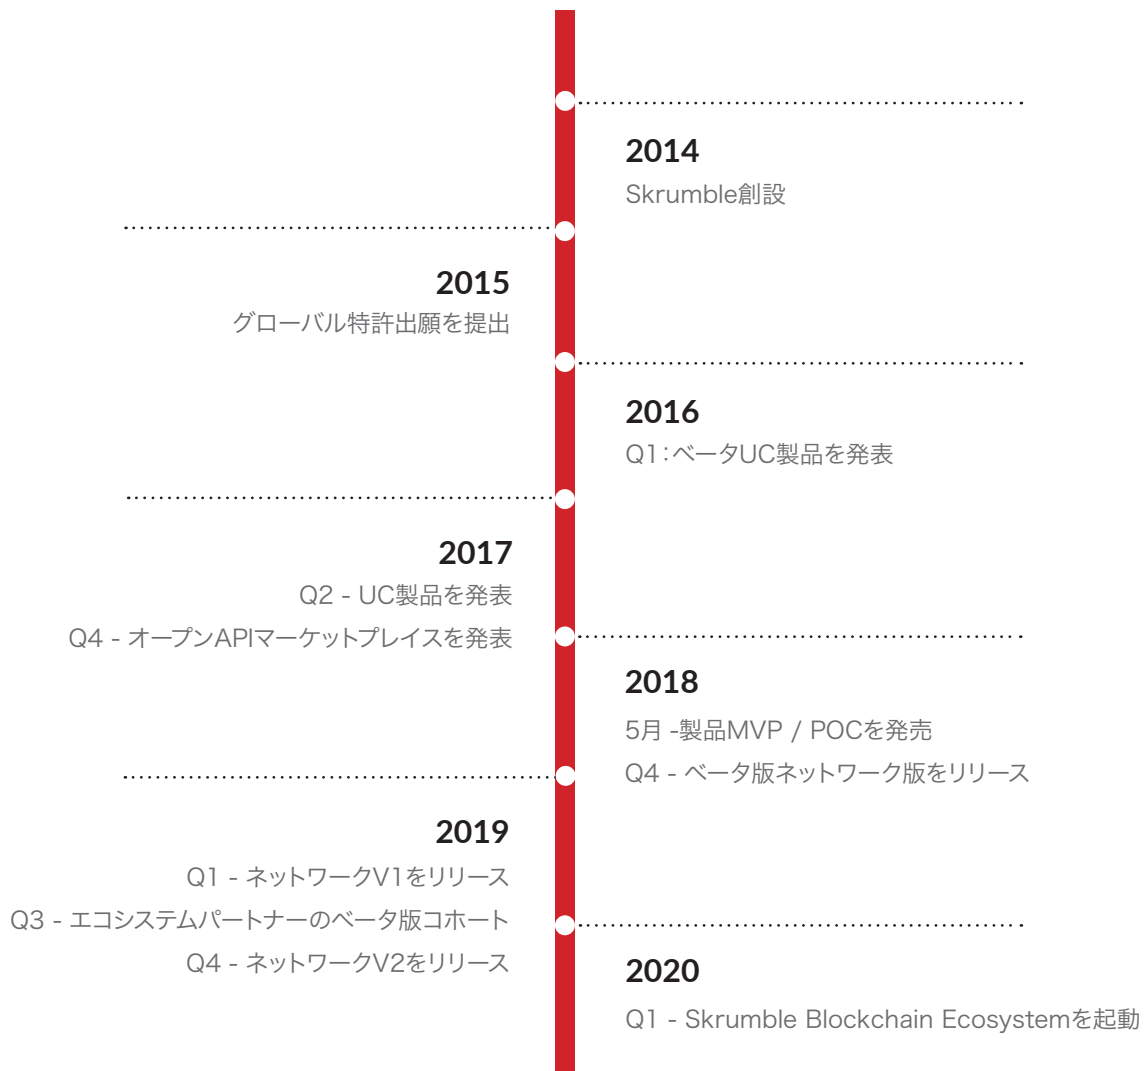 2014
Skrumble創設
2015
グローバル特許出願を提出
2016
Q1：ベータUC製品を発表
2017
Q2 - UC製品を発表
Q4 - オープンAPIマーケットプレイスを発表
2018
5月 -製品MVP / POCを発売
Q4 - ベータ版ネットワーク版をリリース
2019
Q1 - ネットワークV1をリリース
Q3 - エコシステムパートナーのベータ版コホート
Q4 - ネットワークV2をリリース
2020
Q1 - Skrumble Blockchain Ecosystemを起動